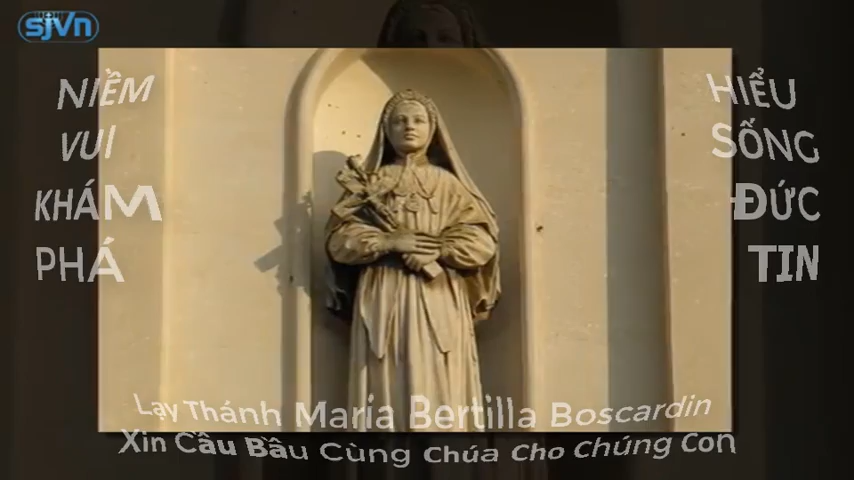 sjvn
NIỀM
VUI
KHÁM
PHÁ
HIỂU
SỐNG
ĐỨC
TIN
Lạy Thánh Maria Bertilla Boscardin
Xin Cầu Bầu Cùng Chúa Cho Chúng Con